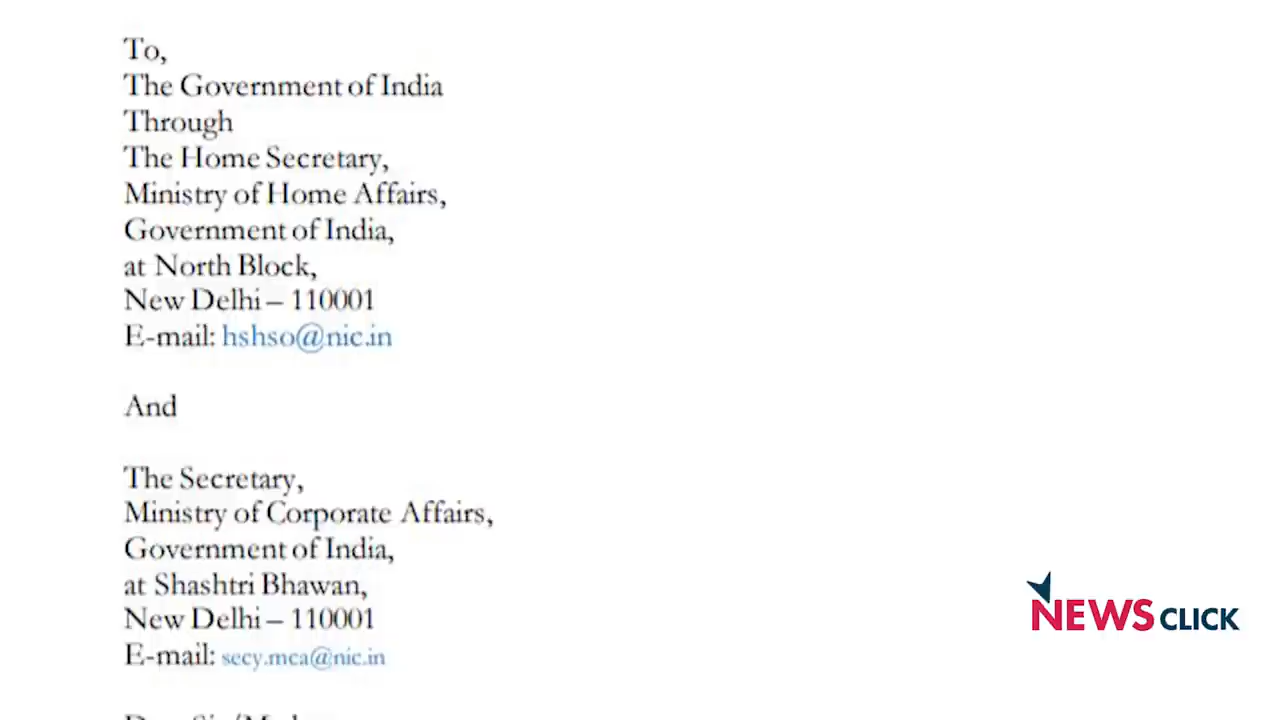 To,
The Government of India
Through
The Home Secretary,
Ministry of Home Affairs,
Government of India,
at North Block,
New Delhi – 110001
E-mail: hshso@nic.in
And
The Secretary,
Ministry of Corporate Affairs,
Government of India,
at Shashtri Bhawan,
New Delhi – 110001
E-mail: secy.mca@nic.in
NEWS CLICK